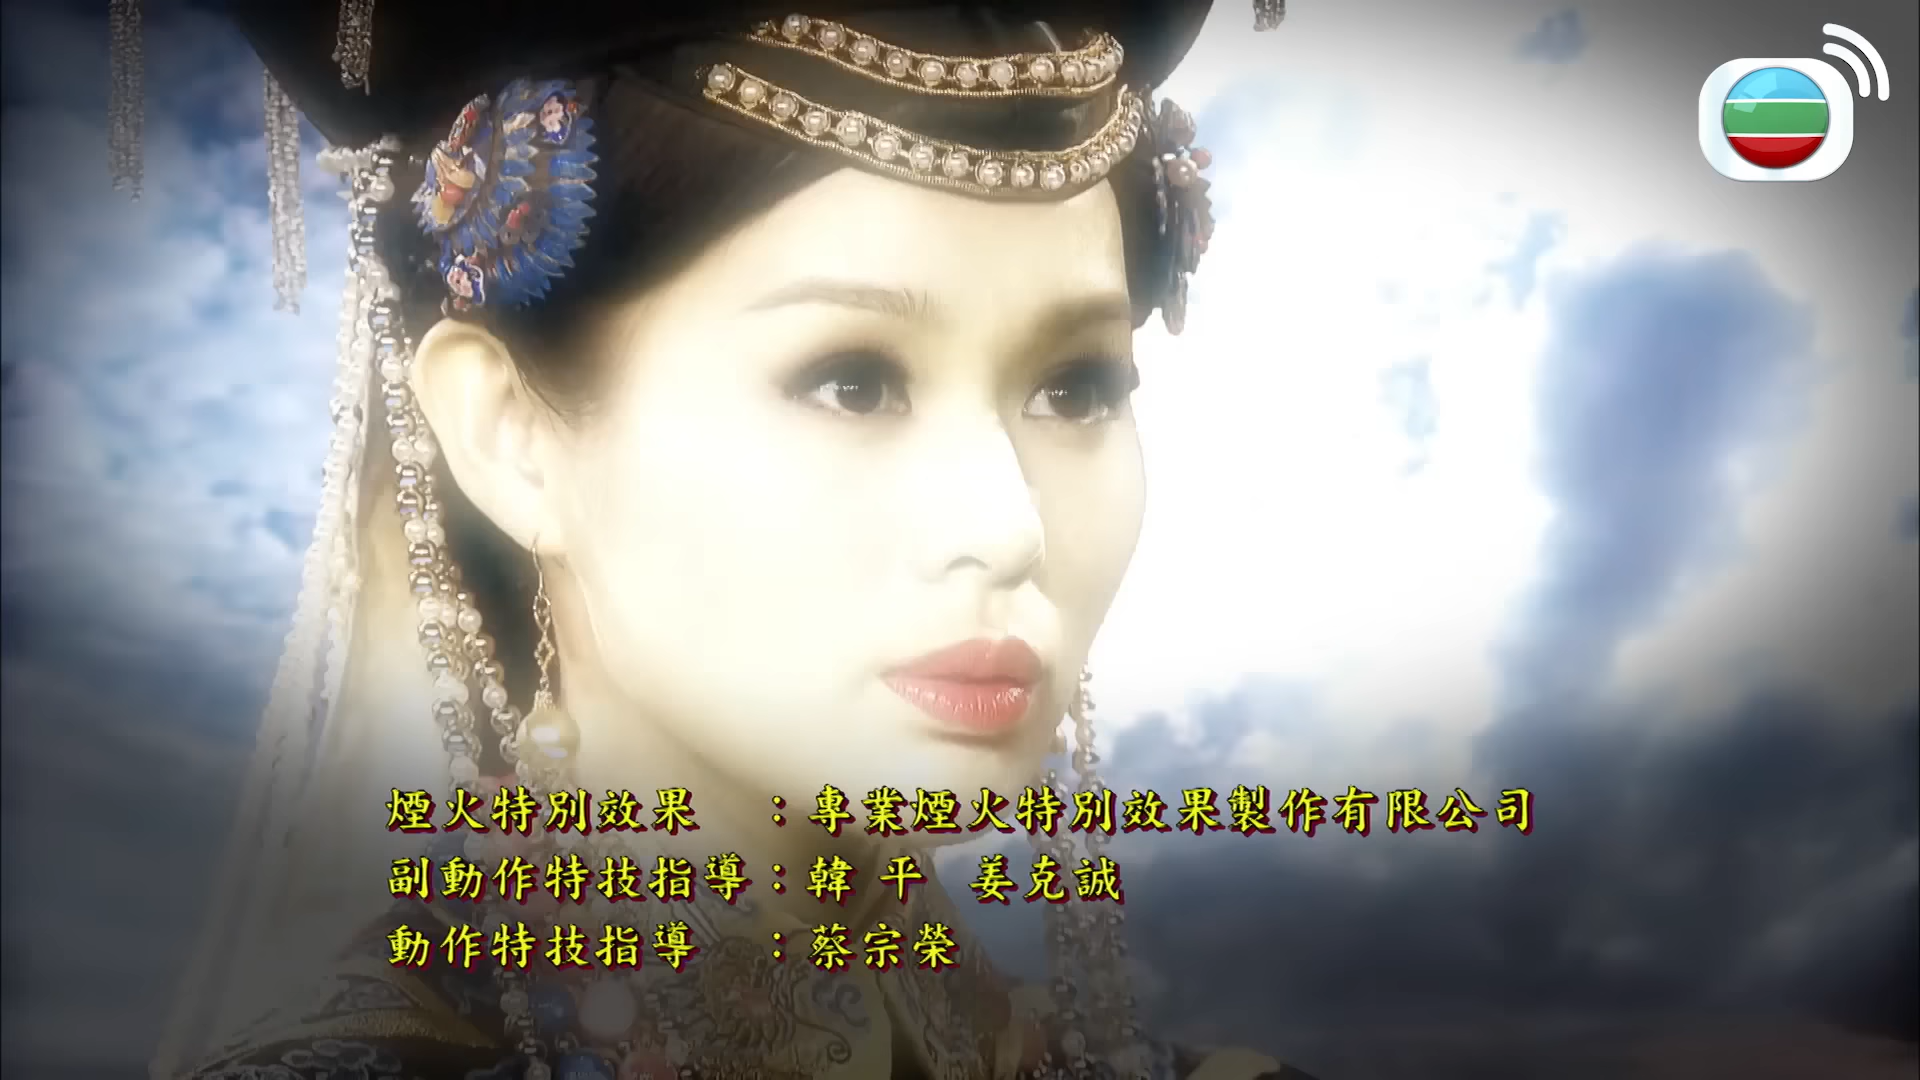 煙火特別效果　：專業煙火特別效果製作有限公司
副動作特技指導：韓 平　姜克誠
動作特技指導　：蔡宗榮